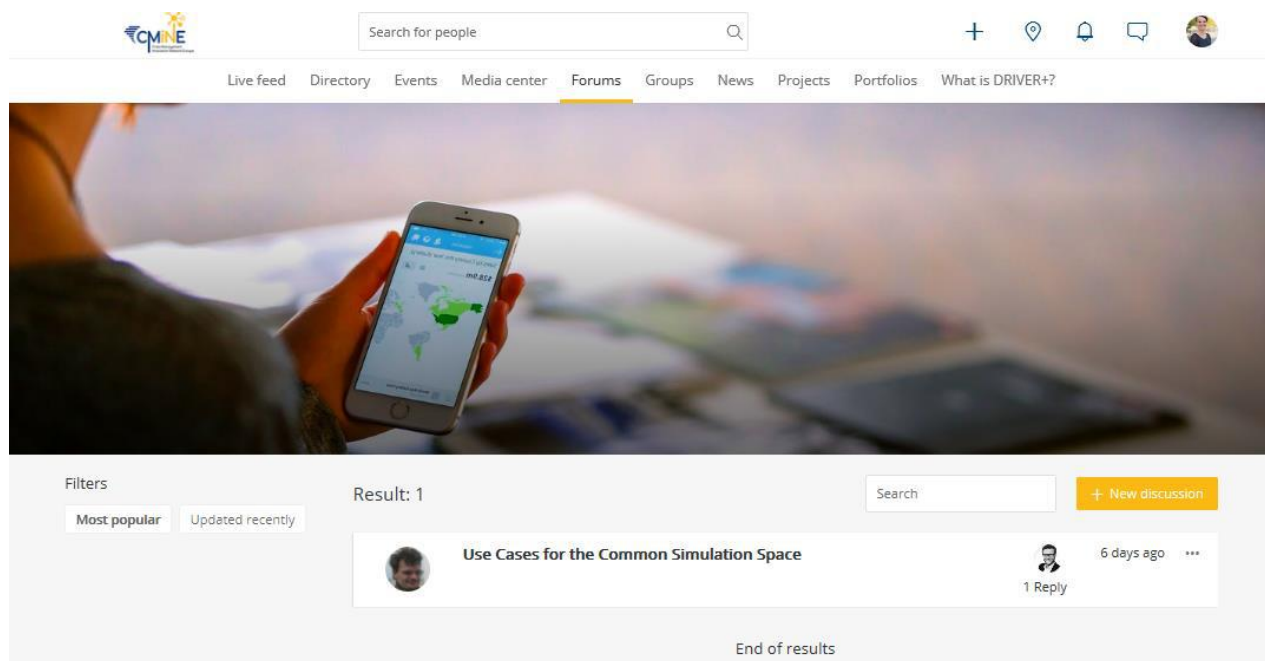 CMINE
Search for people
Live feed Directory Events Media center Forums Groups News Projects Portfolios What is DRIVER+?
$28.9m
Filters
Result: 1
Search
+ New discussion
Most popular Updated recently
Use Cases for the Common Simulation Space
6 days ago
1 Reply
End of results